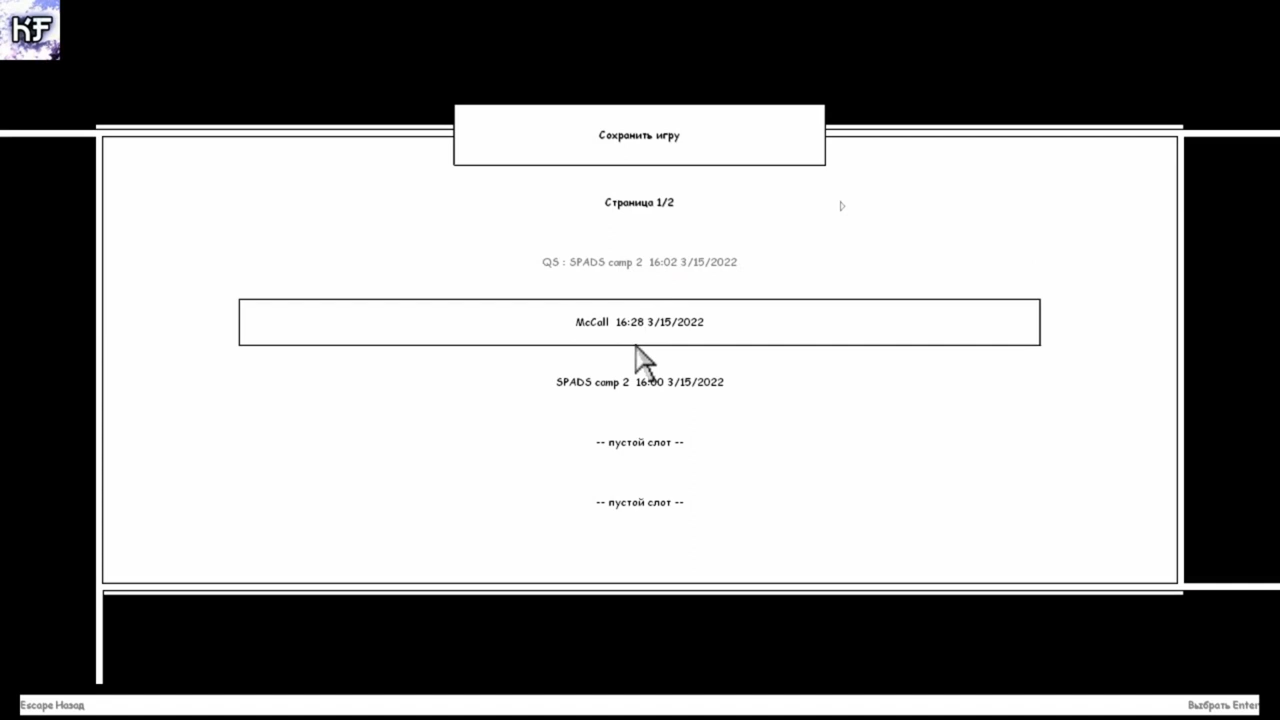 KF
Сохранить игру
Страница 1/2
QS : SPADS camp 2 16:02 3/15/2022
McCall 16:28 3/15/2022
SPADS camp 2 16:00 3/15/2022
-- пустой слот --
-- пустой слот --
Escape Назад
Выбрать Enter